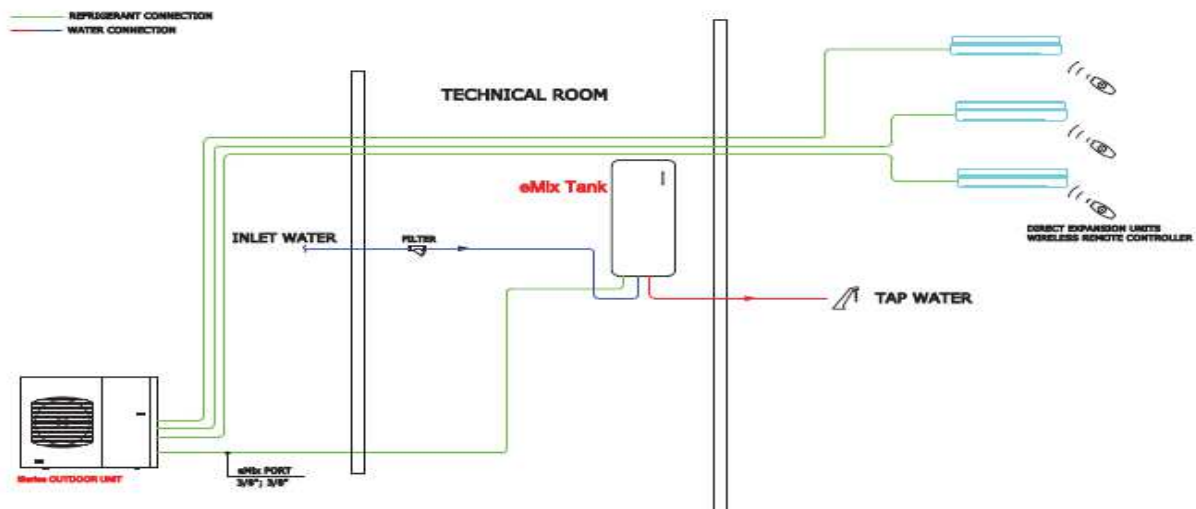 REFRIGERANT CONNECTION
WATER CONNECTION
TECHNICAL ROOM
eMix Tank
INLET WATER
FILTER
DIRECT EXPANSION UNITS
WIRELESS REMOTE CONTROLLER
TAP WATER
OUTDOOR UNIT
eMix PORT
3/8"; 3/8"